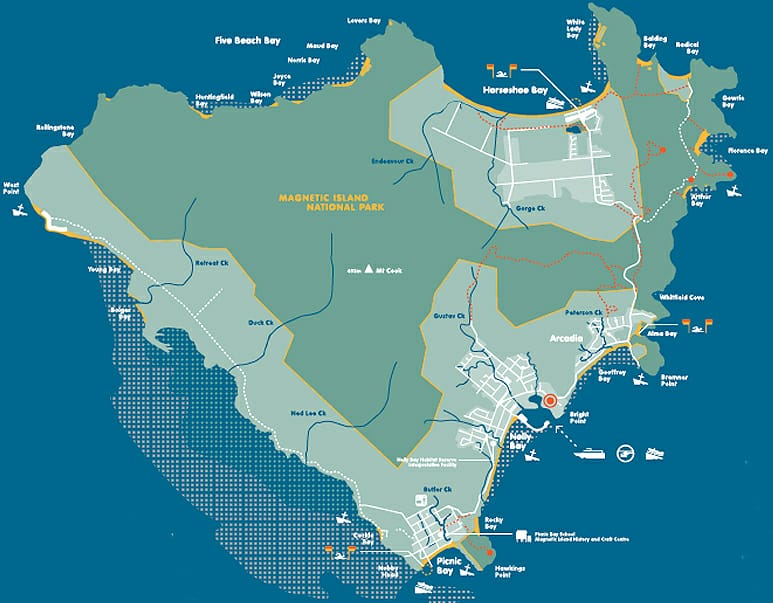 Lovers Bay
Five Beach Bay
Maud Bay
Norris Bay
Joyce
Bay
Wilson
Bay
Huntingfield
Bay
Rollingstone
Bay
West
Point
White
Lady
Bay
Balding
Bay
Radical
Bay
Horseshoe Bay
Gowrie
Bay
Florence Bay
Arthur
Bay
Endeavour Ck
Gorge Ck
MAGNETIC ISLAND
NATIONAL PARK
Mt Cook
Young Bay
Retreat Ck
Bolger
Bay
Duck Ck
Gustav Ck
Petersen Ck
Whitfield Cove
Alma Bay
Arcadia
Geoffrey
Bay
Bremner
Point
Ned Lee Ck
Bright
Point
Nelly
Bay
Nelly Bay Habitat Reserve
Interpretative Facility
Butler Ck
Rocky
Bay
Cockle
Bay
Picnic Bay School
Magnetic Island History and Craft Centre
Nobby
Head
Picnic
Bay
Hawkings
Point